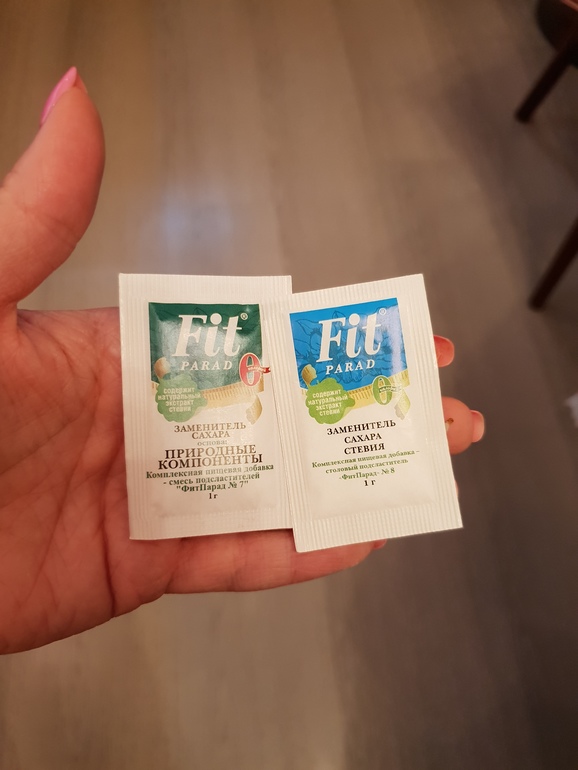 Fit®
PARAD
0
содержит
натуральный
экстракт
стевии
ЗАМЕНИТЕЛЬ
САХАРА
основа:
ПРИРОДНЫЕ
КОМПОНЕНТЫ
Комплексная пищевая добавка
- смесь подсластителей
"ФитПарад № 7"
1 г
Fit®
PARAD
содержит
натуральный
экстракт
стевии
ЗАМЕНИТЕЛЬ
САХАРА
СТЕВИЯ
Комплексная пищевая добавка -
столовый подсластитель
«ФитПарад» № 8
1 г